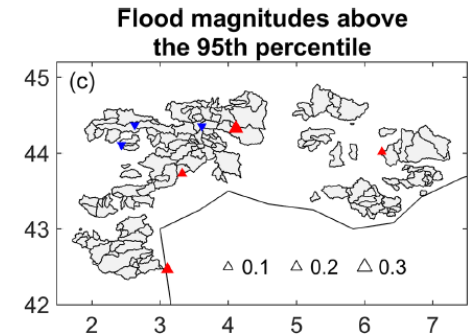 Flood magnitudes above
the 95th percentile
(c)
45
44
43
42
0.1 0.2 0.3
2 3 4 5 6 7